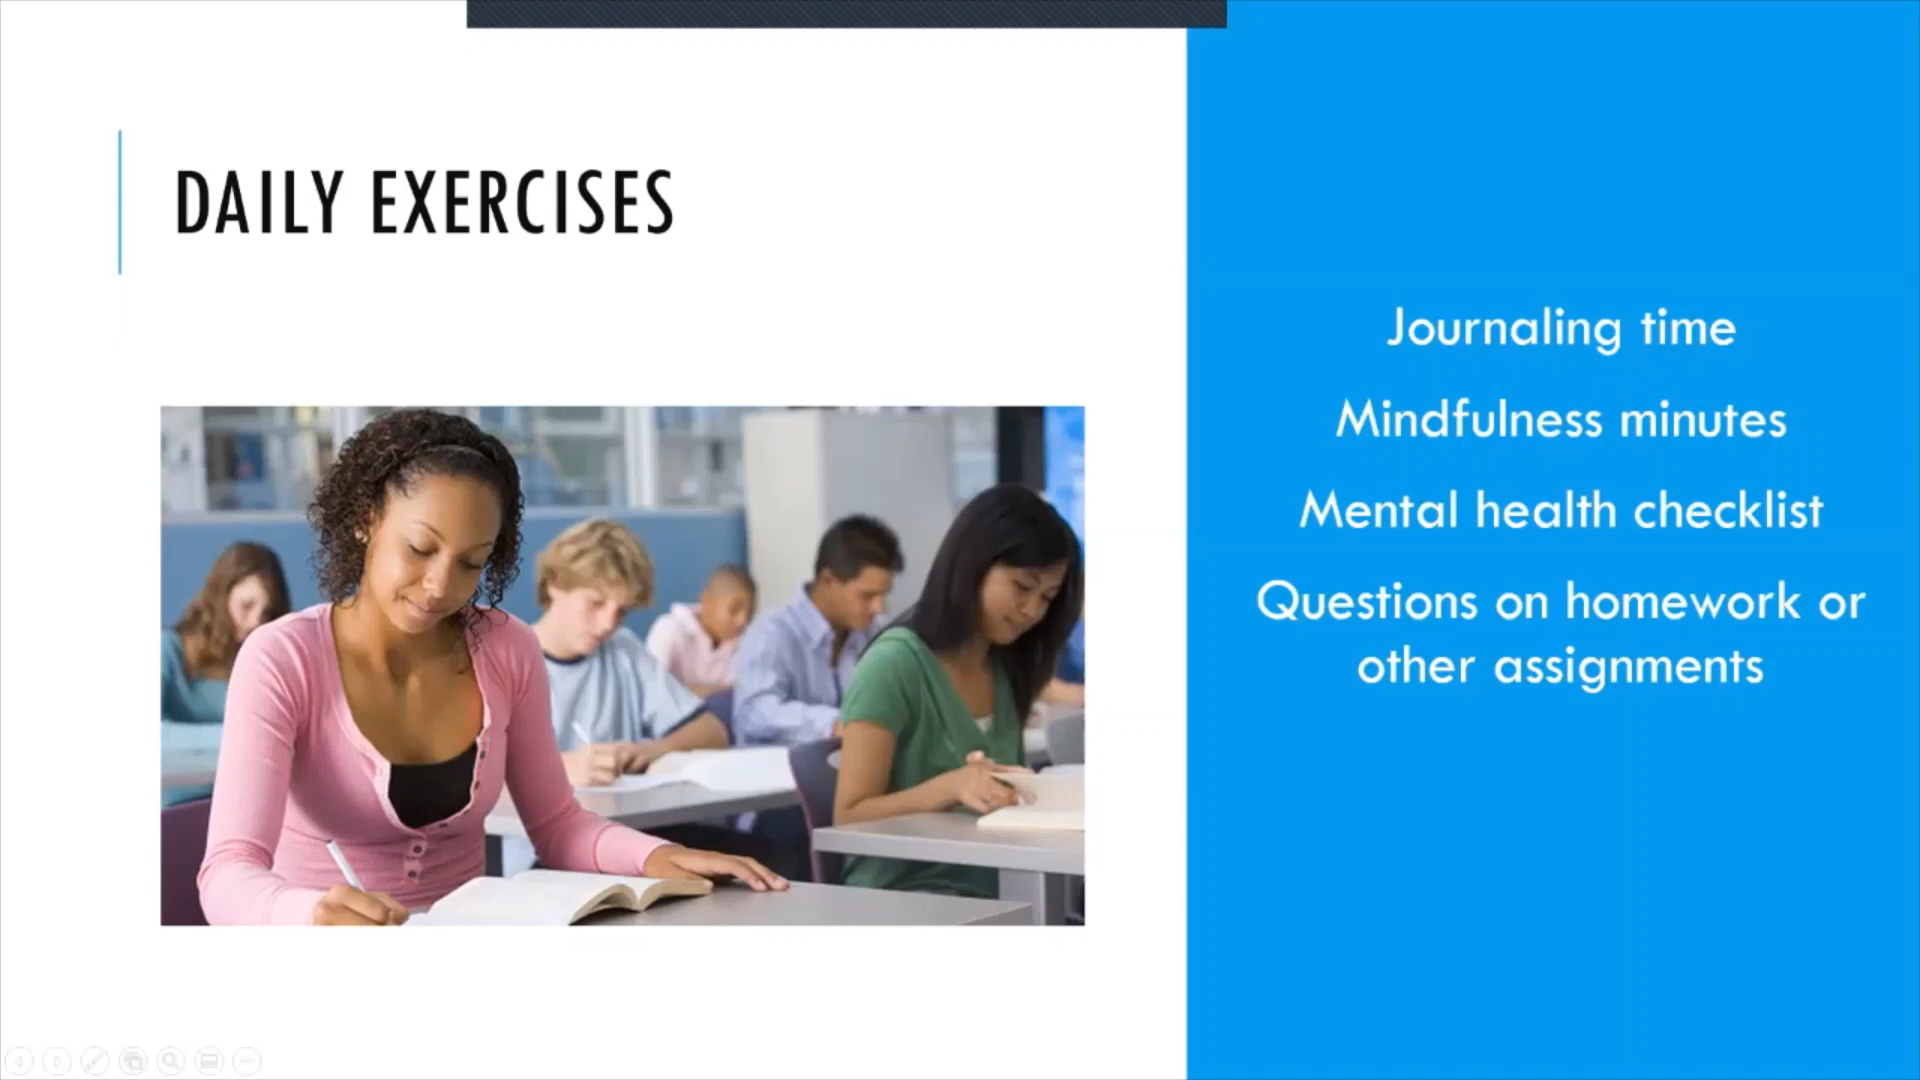 DAILY EXERCISES
Journaling time
Mindfulness minutes
Mental health checklist
Questions on homework or
other assignments